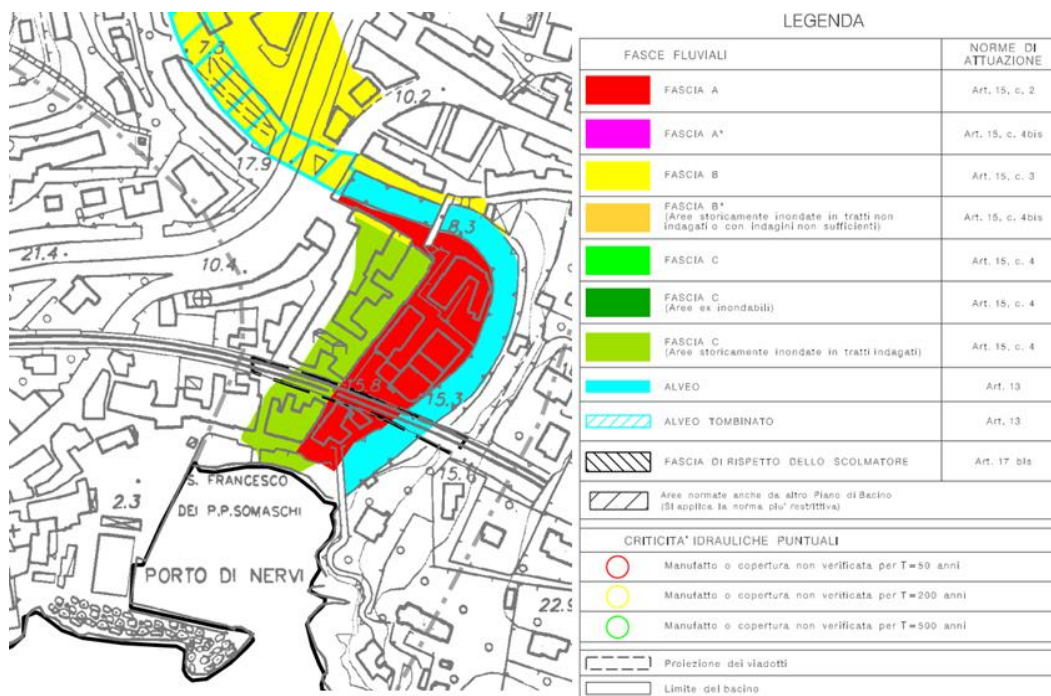 7.3
10.2
17.9
8,3
21.4
10.4
15.8
15.3
15.6
S. FRANCESCO
DEI P.P.SOMASCHI
2.3
PORTO DI NERVI
22.9
LEGENDA
FASCE FLUVIALI
NORME DI
ATTUAZIONE
FASCIA A
Art. 15, c. 2
FASCIA A*
Art. 15, c. 4bis
FASCIA B
Art. 15, c. 3
FASCIA B*
(Aree storicamente inondate in tratti non
indagati o con indagini non sufficienti)
Art. 15, c. 4bis
FASCIA C
Art. 15, c. 4
FASCIA C
(Aree ex inondabili)
Art. 15, c. 4
FASCIA C
(Aree storicamente inondate in tratti indagati)
Art. 15, c. 4
ALVEO
Art. 13
ALVEO TOMBINATO
Art. 13
FASCIA DI RISPETTO DELLO SCOLMATORE
Art. 17 bis
Aree normate anche da altro Piano di Bacino
(Si applica la norma piu' restrittiva)
CRITICITA' IDRAULICHE PUNTUALI
Manufatto o copertura non verificata per T=50 anni
Manufatto o copertura non verificata per T=200 anni
Manufatto o copertura non verificata per T=500 anni
Proiezione dei viadotti
Limite del bacino